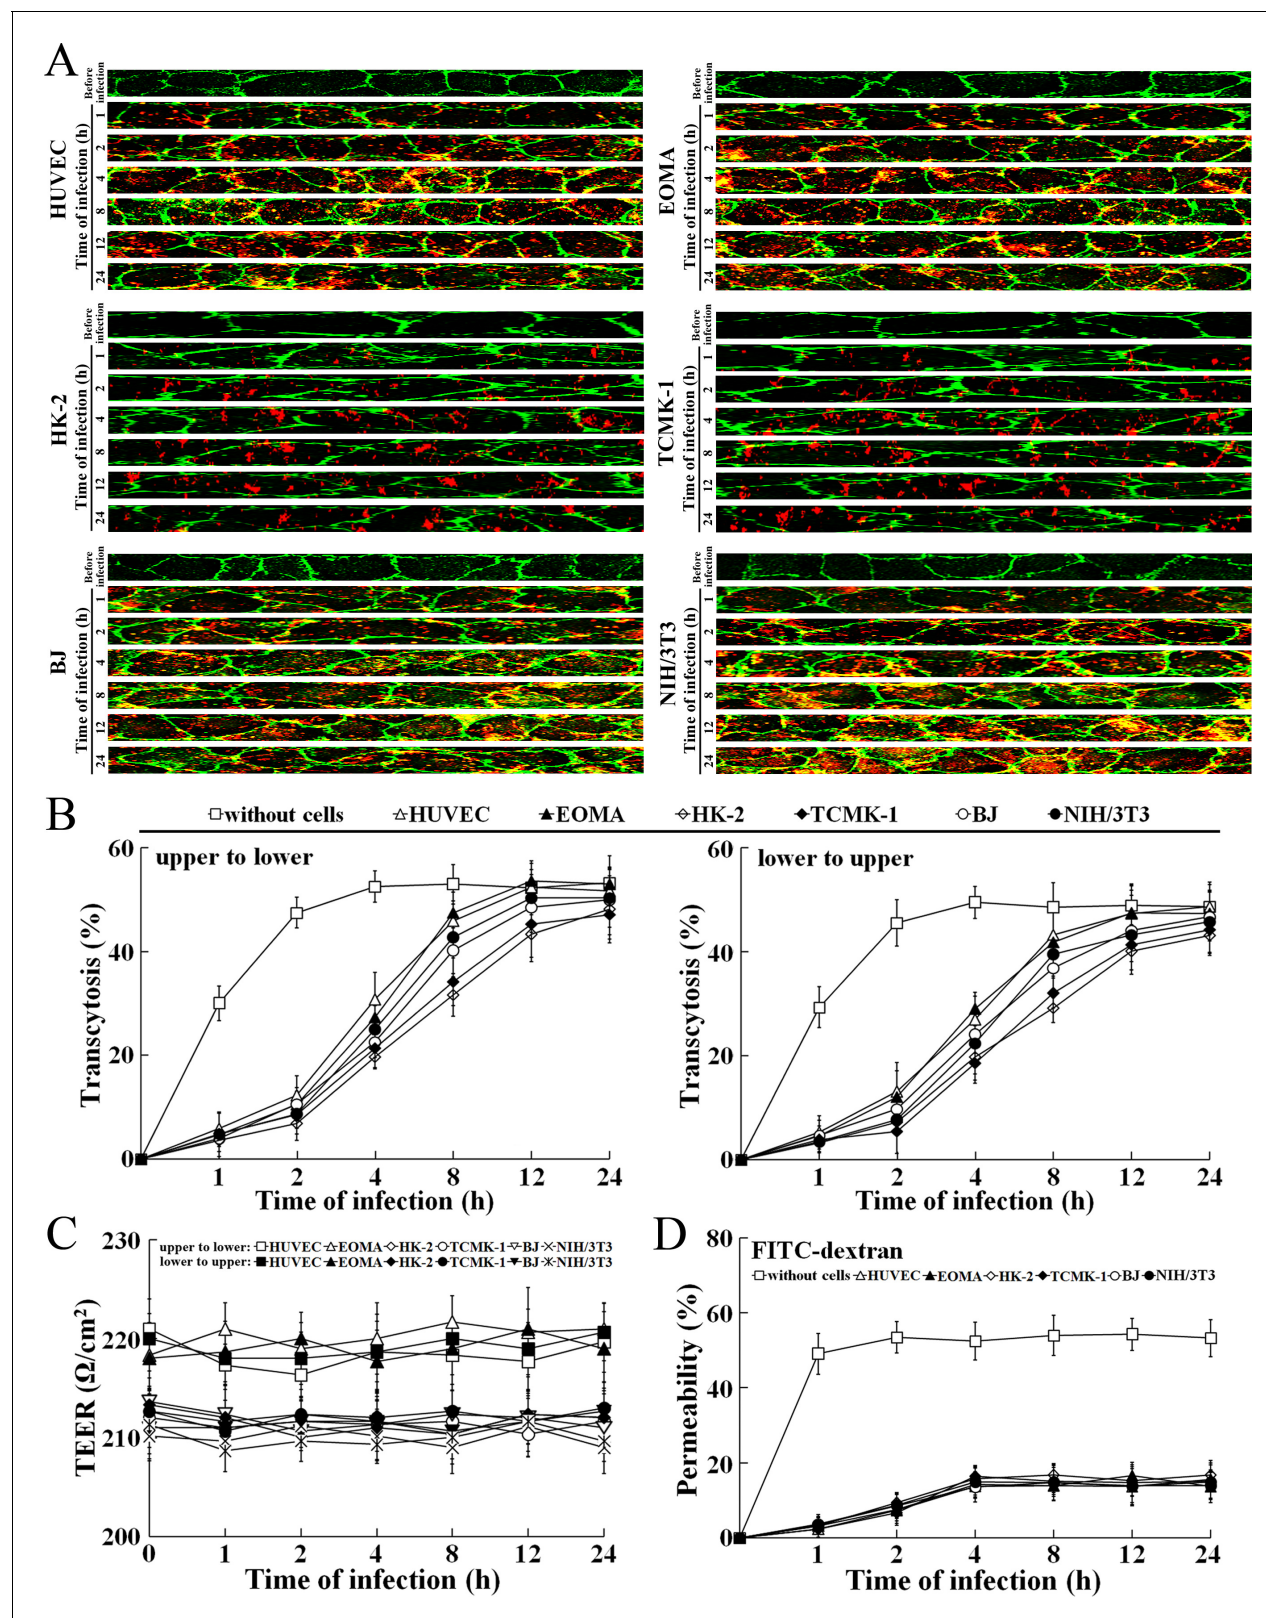 A
HUVEC
Time of infection (h)
Before infection
1
2
4
8
12
24
EOMA
Time of infection (h)
Before infection
1
2
4
8
12
24
HK-2
Time of infection (h)
Before infection
1
2
4
8
12
24
TCMK-1
Time of infection (h)
Before infection
1
2
4
8
12
24
BJ
Time of infection (h)
Before infection
1
2
4
8
12
24
NIH/3T3
Time of infection (h)
Before infection
1
2
4
8
12
24
B
without cells HUVEC EOMA HK-2 TCMK-1 BJ NIH/3T3
upper to lower
Transcytosis (%)
60
40
20
0
1 2 4 8 12 24
Time of infection (h)
lower to upper
Transcytosis (%)
60
40
20
0
1 2 4 8 12 24
Time of infection (h)
C
upper to lower: HUVEC EOMA HK-2 TCMK-1 BJ NIH/3T3
lower to upper: HUVEC EOMA HK-2 TCMK-1 BJ NIH/3T3
TEER (Ω/cm²)
230
220
210
200
0 1 2 4 8 12 24
Time of infection (h)
D
FITC-dextran
without cells HUVEC EOMA HK-2 TCMK-1 BJ NIH/3T3
Permeability (%)
80
60
40
20
0
1 2 4 8 12 24
Time of infection (h)